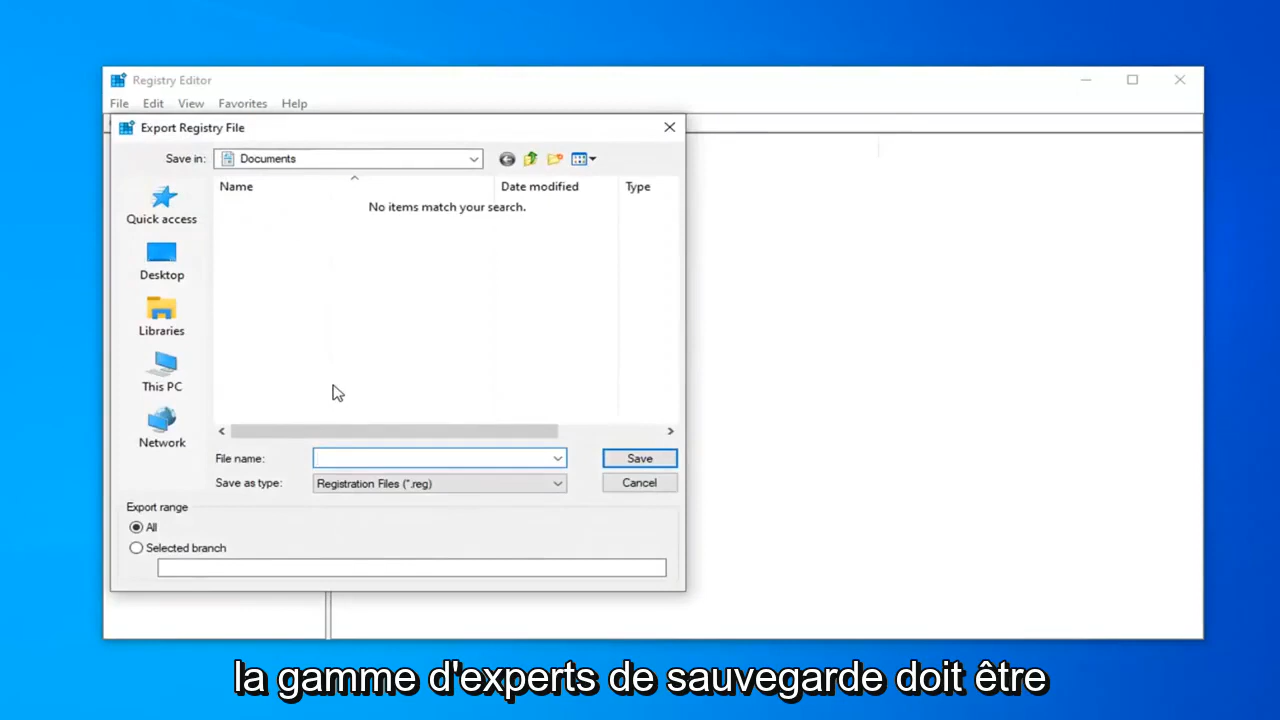 Registry Editor
File Edit View Favorites Help
Export Registry File
Save in: Documents
Name Date modified Type
No items match your search.
Quick access
Desktop
Libraries
This PC
Network
File name: Save
Save as type: Registration Files (*.reg) Cancel
Export range
All
Selected branch
la gamme d'experts de sauvegarde doit être